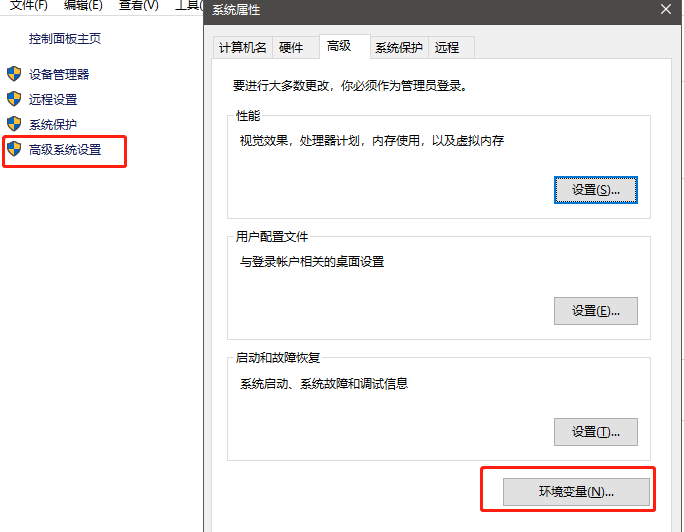 文件(F) 编辑(E) 查看(V) 工具(
控制面板主页
设备管理器
远程设置
系统保护
高级系统设置
系统属性
计算机名 硬件 高级 系统保护 远程
要进行大多数更改，你必须作为管理员登录。
性能
视觉效果，处理器计划，内存使用，以及虚拟内存
设置(S)...
用户配置文件
与登录帐户相关的桌面设置
设置(E)...
启动和故障恢复
系统启动、系统故障和调试信息
设置(T)...
环境变量(N)...